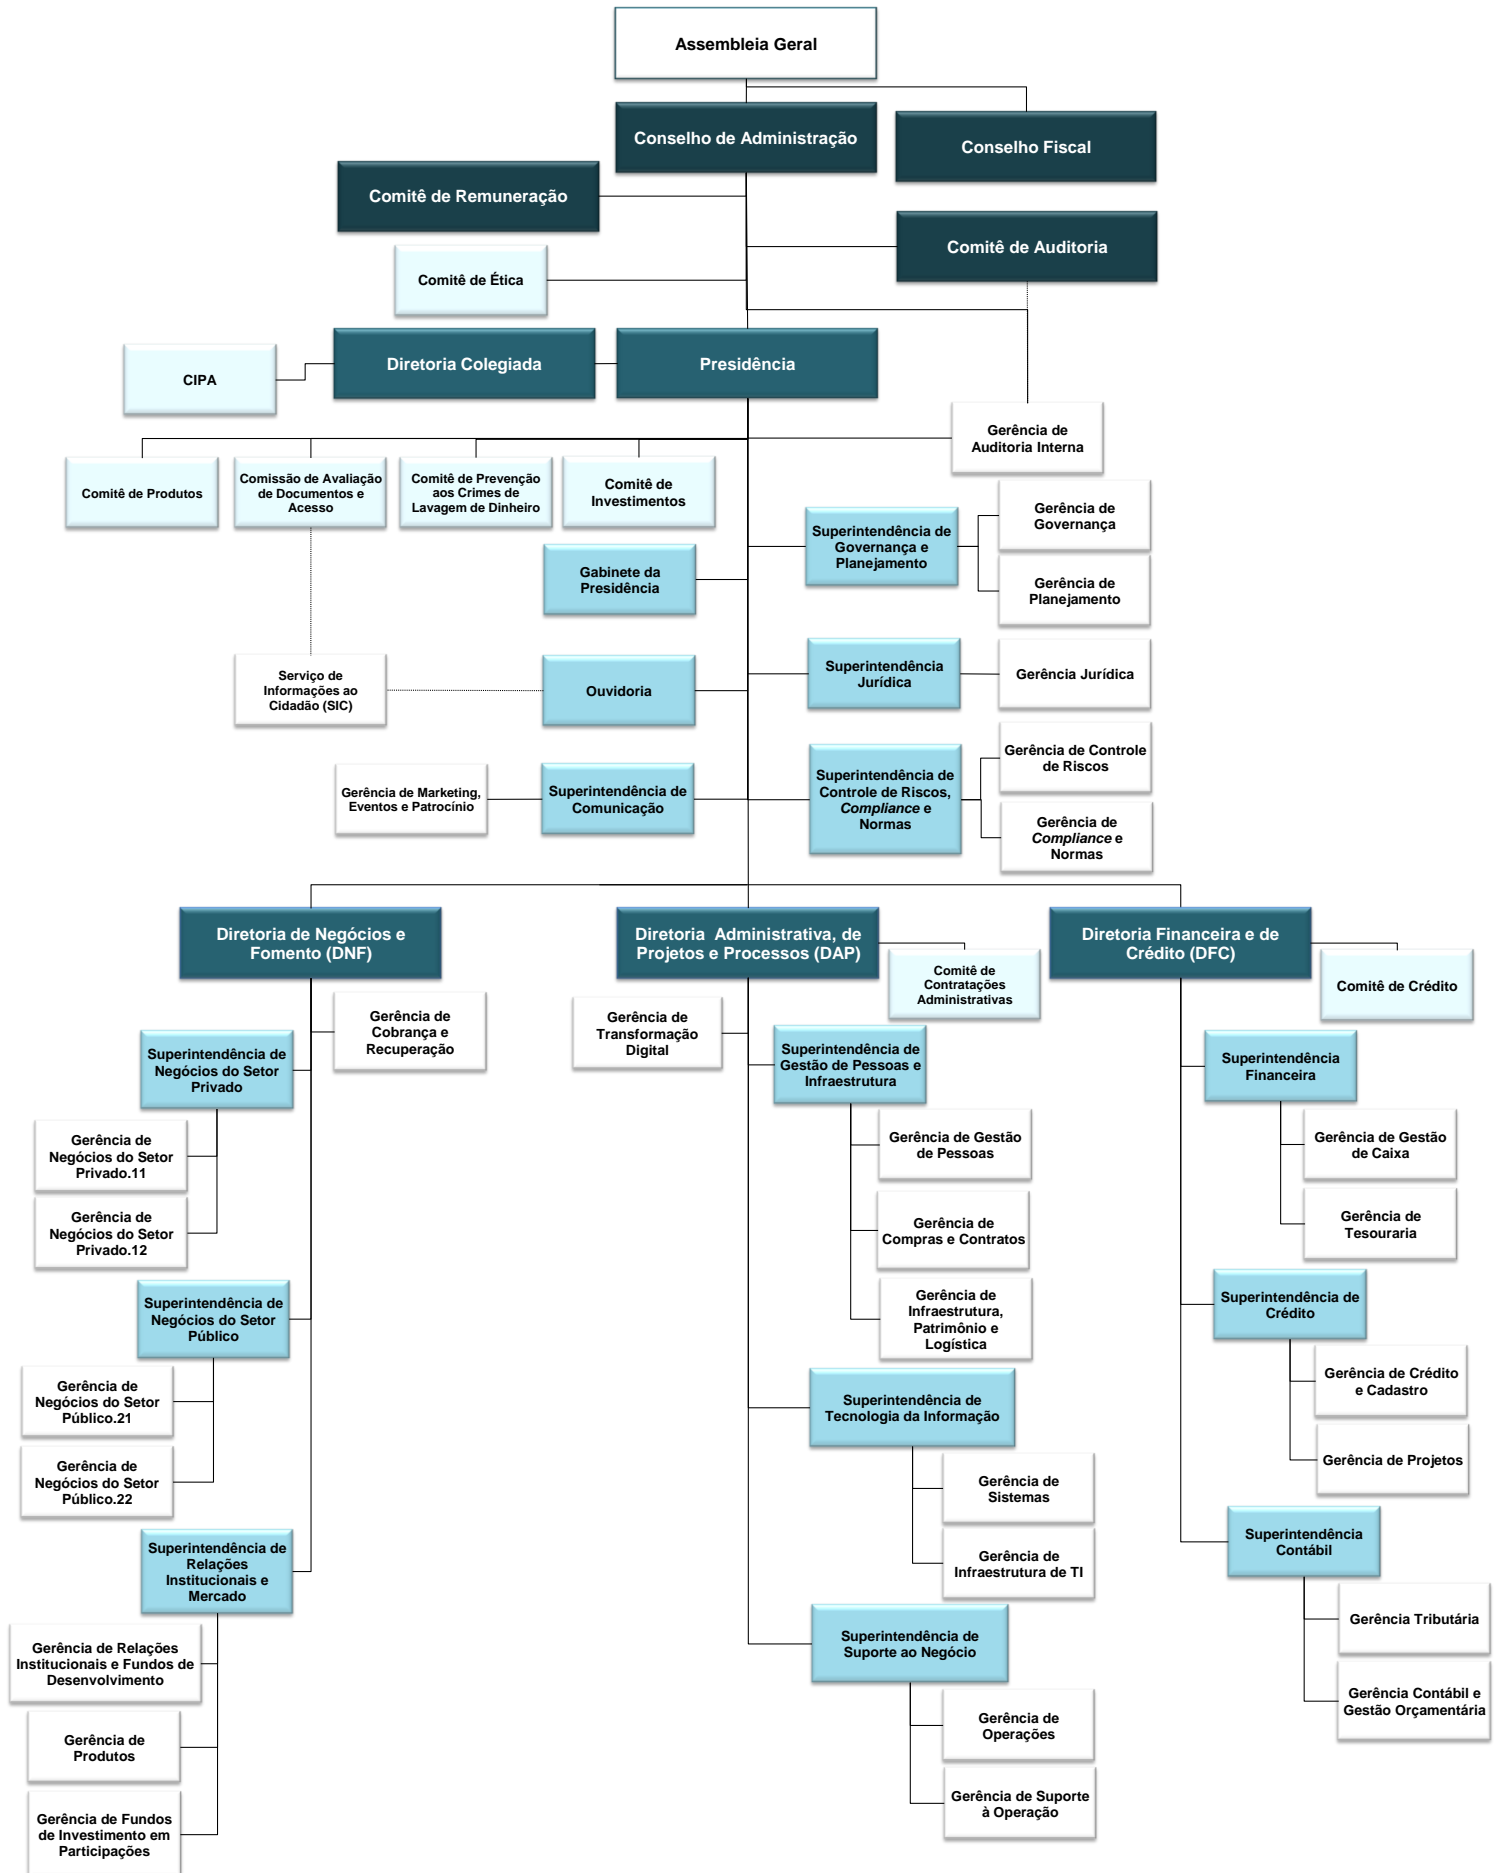 Assembleia Geral
Conselho de Administração
Conselho Fiscal
Comitê de Remuneração
Comitê de Auditoria
Comitê de Ética
Diretoria Colegiada
Presidência
CIPA
Gerência de
Auditoria Interna
Comitê de Produtos
Comissão de Avaliação
de Documentos e
Acesso
Comitê de Prevenção
aos Crimes de
Lavagem de Dinheiro
Comitê de
Investimentos
Gerência de
Governança
Superintendência de
Governança e
Planejamento
Gerência de
Planejamento
Gabinete da
Presidência
Superintendência
Jurídica
Gerência Jurídica
Serviço de
Informações ao
Cidadão (SIC)
Ouvidoria
Gerência de Controle
de Riscos
Superintendência de
Controle de Riscos,
Compliance e
Normas
Gerência de
Compliance e
Normas
Gerência de Marketing,
Eventos e Patrocínio
Superintendência de
Comunicação
Diretoria de Negócios e
Fomento (DNF)
Diretoria  Administrativa, de
Projetos e Processos (DAP)
Diretoria Financeira e de
Crédito (DFC)
Comitê de
Contratações
Administrativas
Comitê de Crédito
Gerência de
Cobrança e
Recuperação
Gerência de
Transformação
Digital
Superintendência de
Negócios do Setor
Privado
Superintendência de
Gestão de Pessoas e
Infraestrutura
Superintendência
Financeira
Gerência de
Negócios do Setor
Privado.11
Gerência de Gestão
de Pessoas
Gerência de Gestão
de Caixa
Gerência de
Negócios do Setor
Privado.12
Gerência de
Compras e Contratos
Gerência de
Tesouraria
Superintendência de
Negócios do Setor
Público
Gerência de
Infraestrutura,
Patrimônio e
Logística
Superintendência de
Crédito
Gerência de
Negócios do Setor
Público.21
Superintendência de
Tecnologia da Informação
Gerência de Crédito
e Cadastro
Gerência de
Negócios do Setor
Público.22
Gerência de
Sistemas
Gerência de Projetos
Superintendência de
Relações
Institucionais e
Mercado
Gerência de
Infraestrutura de TI
Superintendência
Contábil
Gerência de Relações
Institucionais e Fundos de
Desenvolvimento
Superintendência de
Suporte ao Negócio
Gerência Tributária
Gerência de
Produtos
Gerência de
Operações
Gerência Contábil e
Gestão Orçamentária
Gerência de Fundos
de Investimento em
Participações
Gerência de Suporte
à Operação